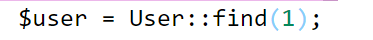 $user = User::find(1);